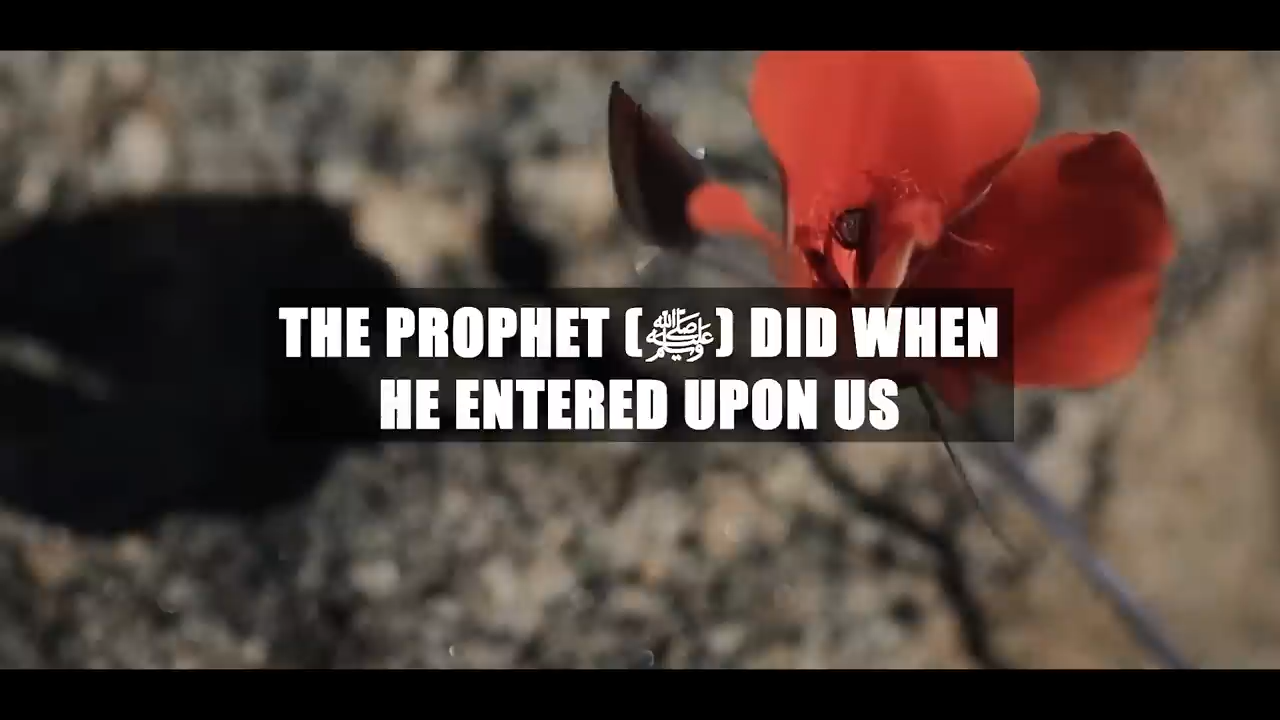 THE PROPHET (ﷺ) DID WHEN
HE ENTERED UPON US